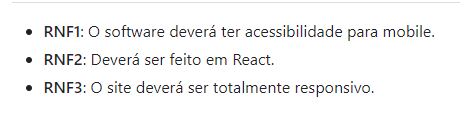 • RNF1: O software deverá ter acessibilidade para mobile.
• RNF2: Deverá ser feito em React.
• RNF3: O site deverá ser totalmente responsivo.